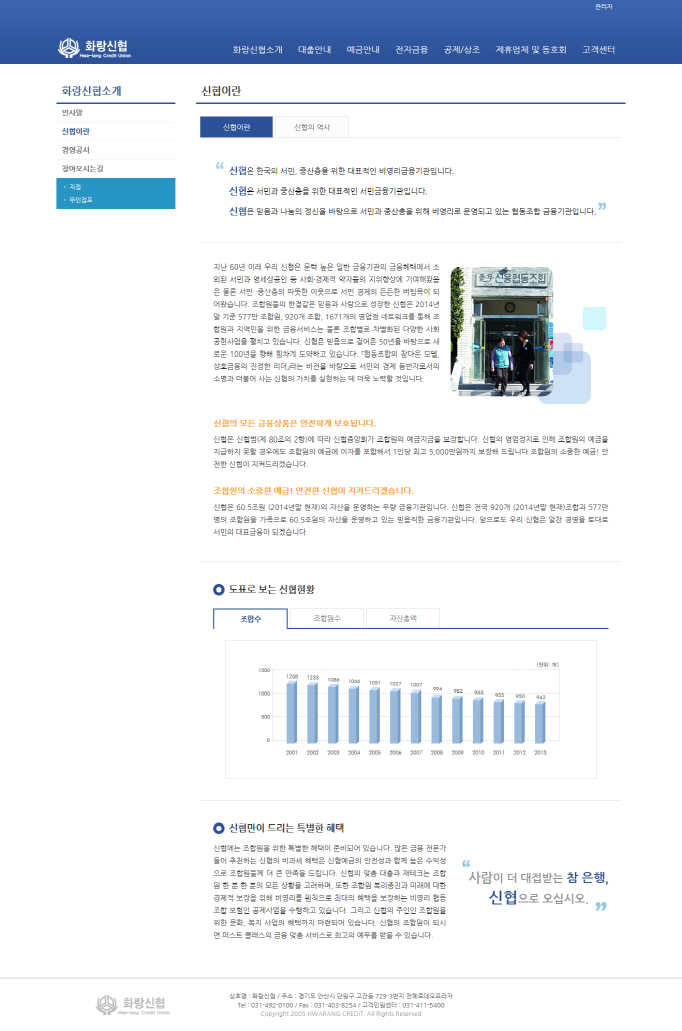 관리자
화랑신협
Hwa-rang Credit Union
화랑신협소개 대출안내 예금안내 전자금융 공제/상조 제휴업체 및 동호회 고객센터
화랑신협소개
인사말
신협이란
경영공시
찾아오시는길
· 지점
· 무인점포
신협이란
신협이란 신협의 역사
“ 신협은 한국의 서민, 중산층을 위한 대표적인 비영리금융기관입니다.
신협은 서민과 중산층을 위한 대표적인 서민금융기관입니다.
신협은 믿음과 나눔의 정신을 바탕으로 서민과 중산층을 위해 비영리로 운영되고 있는 협동조합 금융기관입니다. ”
지난 60년 이래 우리 신협은 문턱 높은 일반 금융기관의 금융혜택에서 소
외된 서민과 영세상공인 등 사회·경제적 약자들의 지위향상에 기여해왔음
은 물론 서민 ·중산층의 따뜻한 이웃으로 서민 경제의 든든한 버팀목이 되
어왔습니다. 조합원들의 한결같은 믿음과 사랑으로 성장한 신협은 2014년
말 기준 577만 조합원, 920개 조합, 1671개의 영업점 네트워크를 통해 조
합원과 지역민을 위한 금융서비스는 물론 조합별로 차별화된 다양한 사회
공헌사업을 펼치고 있습니다. 신협은 믿음으로 걸어온 50년을 바탕으로 새
로운 100년을 향해 힘차게 도약하고 있습니다. 『협동조합의 참다운 모델,
상호금융의 진정한 리더』라는 비전을 바탕으로 서민의 경제 동반자로서의
소명과 더불어 사는 신협의 가치를 실현하는 데 더욱 노력할 것입니다.
신용협동조합
신협의 모든 금융상품은 안전하게 보호됩니다.
신협은 신협법(제 80조의 2항)에 따라 신협중앙회가 조합원의 예금지급을 보장합니다. 신협의 영업정지로 인해 조합원의 예금을
지급하지 못할 경우에도 조합원의 예금에 이자를 포함해서 1인당 최고 5,000만원까지 보장해 드립니다.조합원의 소중한 예금! 안
전한 신협이 지켜드리겠습니다.
조합원의 소중한 예금! 안전한 신협이 지켜드리겠습니다.
신협은 60.5조원 (2014년말 현재)의 자산을 운영하는 우량 금융기관입니다. 신협은 전국 920개 (2014년말 현재)조합과 577만
명의 조합원을 가족으로 60.5조원의 자산을 운영하고 있는 믿음직한 금융기관입니다. 앞으로도 우리 신협은 알찬 경영을 토대로
서민의 대표금융이 되겠습니다.
도표로 보는 신협현황
조합수 조합원수 자산총액
(단위 : 개)
1500
1000
500
0
1268 1233 1086 1066 1051 1027 1007 994 982 963 955 950 942
2001 2002 2003 2004 2005 2006 2007 2008 2009 2010 2011 2012 2013
신협만이 드리는 특별한 혜택
신협에는 조합원을 위한 특별한 혜택이 준비되어 있습니다. 많은 금융 전문가
들이 추천하는 신협의 비과세 혜택은 신협예금의 안전성과 함께 높은 수익성
으로 조합원들께 더 큰 만족을 드립니다. 신협의 맞춤 대출과 재테크는 조합
원 한 분 한 분의 모든 상황을 고려하며, 또한 조합원 복리증진과 미래에 대한
경제적 보장을 위해 비영리를 원칙으로 최대의 혜택을 보장하는 비영리 협동
조합 보험인 공제사업을 수행하고 있습니다. 그리고 신협의 주인인 조합원을
위한 문화, 복지 사업의 혜택까지 마련되어 있습니다. 신협의 조합원이 되시
면 퍼스트 클래스의 금융 맞춤 서비스로 최고의 예우를 받을 수 있습니다.
“ 사람이 더 대접받는 참 은행,
신협으로 오십시오. ”
화랑신협
Hwa-rang Credit Union
상호명 : 화랑신협 / 주소 : 경기도 안산시 단원구 고잔동 729-3번지 천혜로데오프라자
Tel : 031-492-0100 / Fax : 031-403-8254 / 고객민원센터 : 031-411-5400
Copyright 2005 HWARANG CREDIT. All Rights Reserved